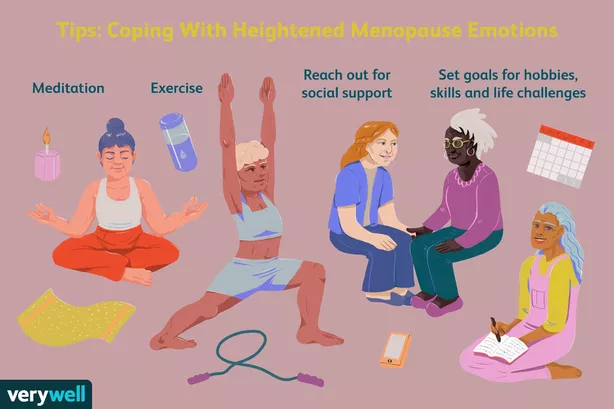 Tips: Coping With Heightened Menopause Emotions
Meditation
Exercise
Reach out for
social support
Set goals for hobbies,
skills and life challenges
verywell